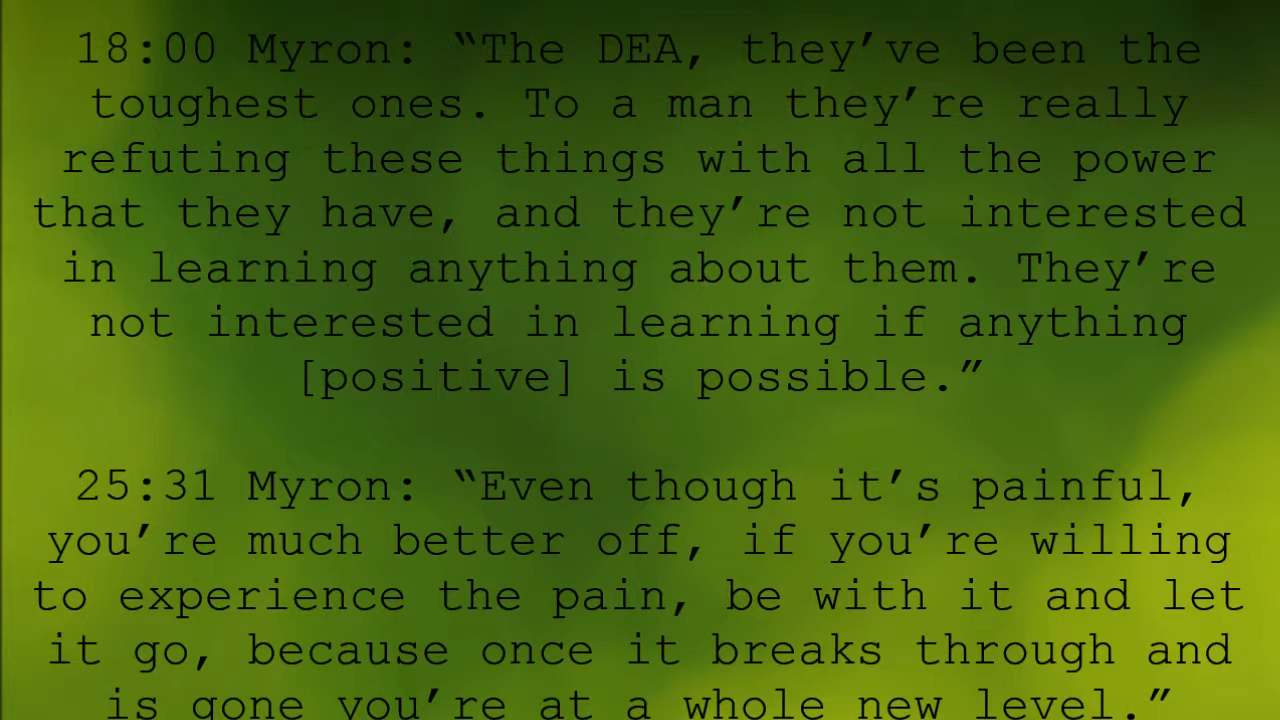 18:00 Myron: “The DEA, they’ve been the
toughest ones. To a man they’re really
refuting these things with all the power
that they have, and they’re not interested
in learning anything about them. They’re
not interested in learning if anything
[positive] is possible.”
25:31 Myron: “Even though it’s painful,
you’re much better off, if you’re willing
to experience the pain, be with it and let
it go, because once it breaks through and
is gone you’re at a whole new level.”